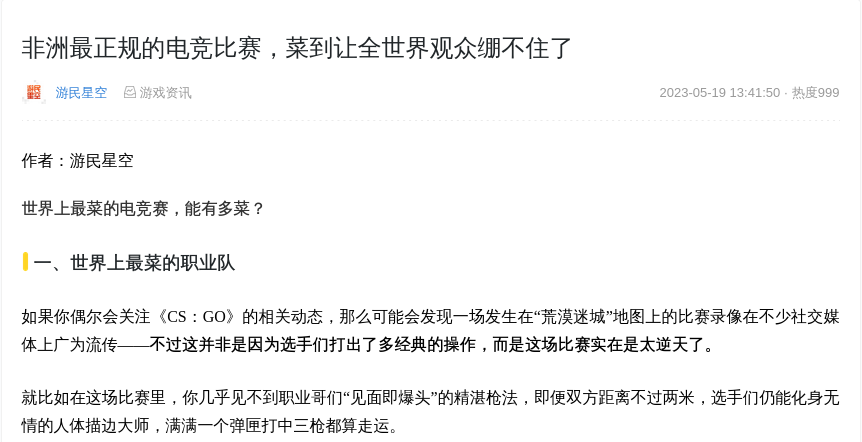 非洲最正规的电竞比赛，菜到让全世界观众绷不住了
游民星空 游戏资讯 2023-05-19 13:41:50 · 热度999
作者：游民星空
世界上最菜的电竞赛，能有多菜？
一、世界上最菜的职业队
如果你偶尔会关注《CS：GO》的相关动态，那么可能会发现一场发生在“荒漠迷城”地图上的比赛录像在不少社交媒
体上广为流传——不过这并非是因为选手们打出了多经典的操作，而是这场比赛实在是太逆天了。
就比如在这场比赛里，你几乎见不到职业哥们“见面即爆头”的精湛枪法，即便双方距离不过两米，选手们仍能化身无
情的人体描边大师，满满一个弹匣打中三枪都算走运。